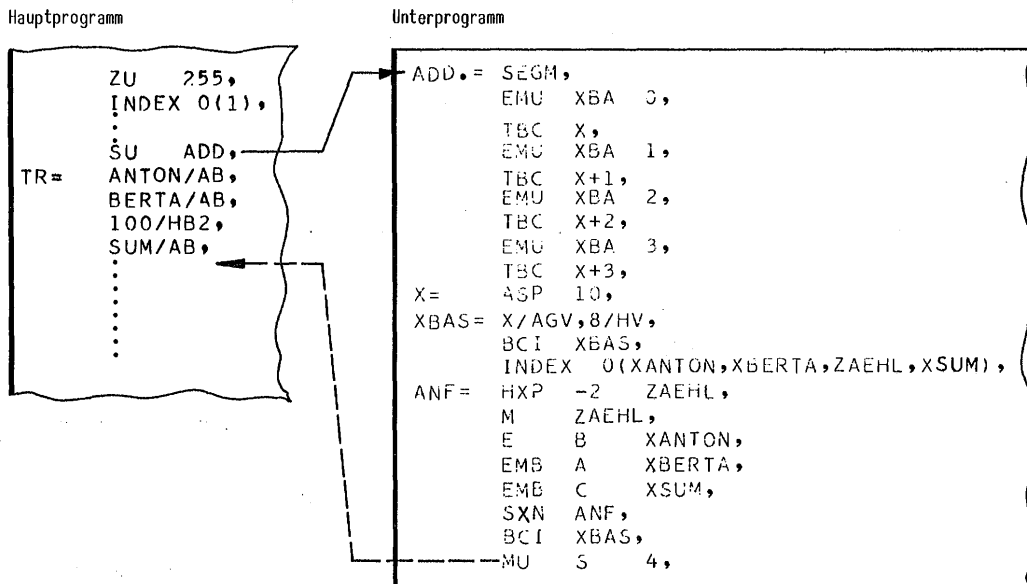 Hauptprogramm
ZU 255,
INDEX 0(1),
SU ADD,
TR= ANTON/AB,
BERTA/AB,
100/HB2,
SUM/AB,
Unterprogramm
ADD.= SEGM,
EMU XBA 0,
TBC X,
EMU XBA 1,
TBC X+1,
EMU XBA 2,
TBC X+2,
EMU XBA 3,
TBC X+3,
X= ASP 10,
XBAS= X/AGV,8/HV,
BCI XBAS,
INDEX 0(XANTON,XBERTA,ZAEHL,XSUM),
ANF= HXP -2 ZAEHL,
M ZAEHL,
E B XANTON,
EMB A XBERTA,
EMB C XSUM,
SXN ANF,
BCI XBAS,
MU S 4,